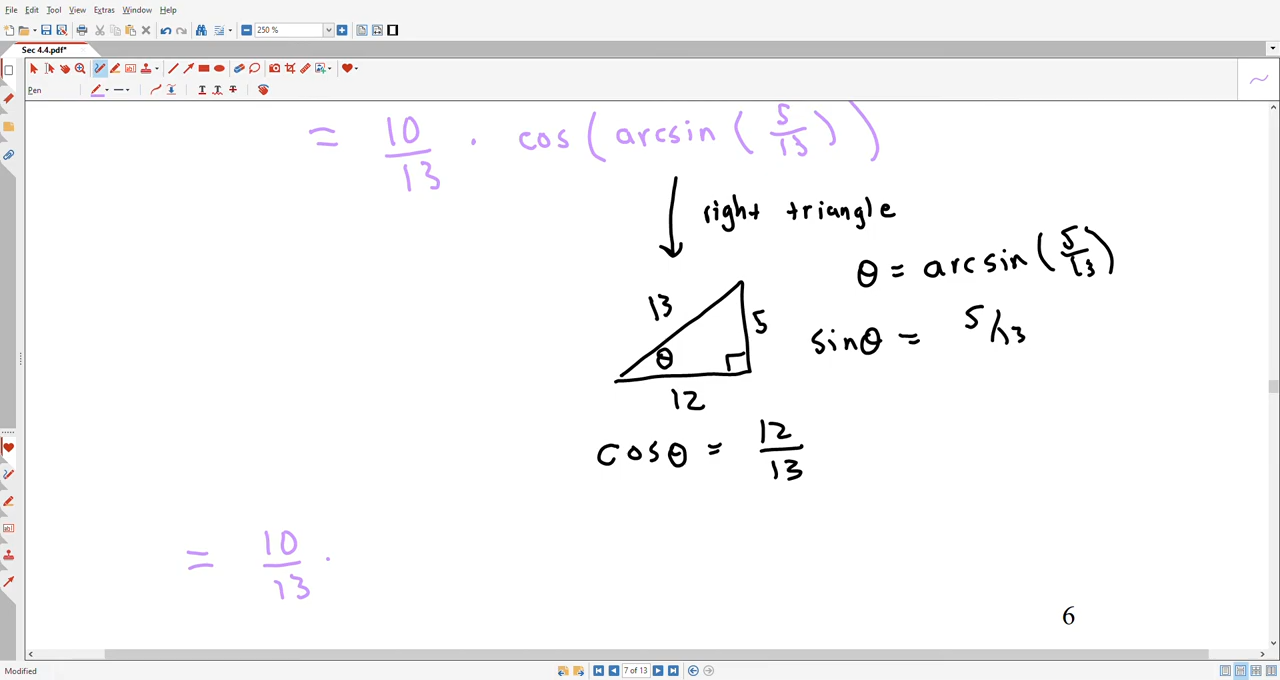 File Edit Tool View Extras Window Help
250 %
Sec 4.4.pdf*
Pen
= 10/13 · cos(arcsin(5/13))
right triangle
θ = arcsin(5/13)
13
5
θ
sinθ = 5/13
12
cosθ = 12/13
= 10/13 ·
6
Modified
7 of 13